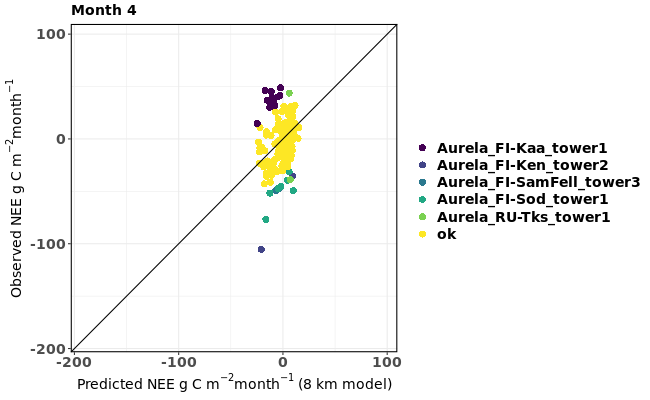 Month 4
Observed NEE g C m⁻²month⁻¹
100
0
-100
-200
-200 -100 0 100
Predicted NEE g C m⁻²month⁻¹ (8 km model)
Aurela_FI-Kaa_tower1
Aurela_FI-Ken_tower2
Aurela_FI-SamFell_tower3
Aurela_FI-Sod_tower1
Aurela_RU-Tks_tower1
ok